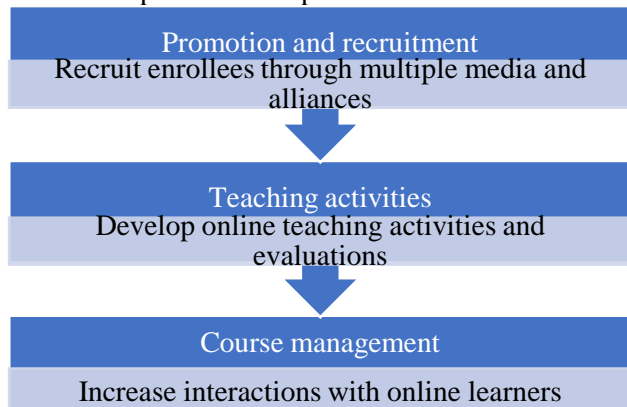 Promotion and recruitment
Recruit enrollees through multiple media and
alliances
Teaching activities
Develop online teaching activities and
evaluations
Course management
Increase interactions with online learners